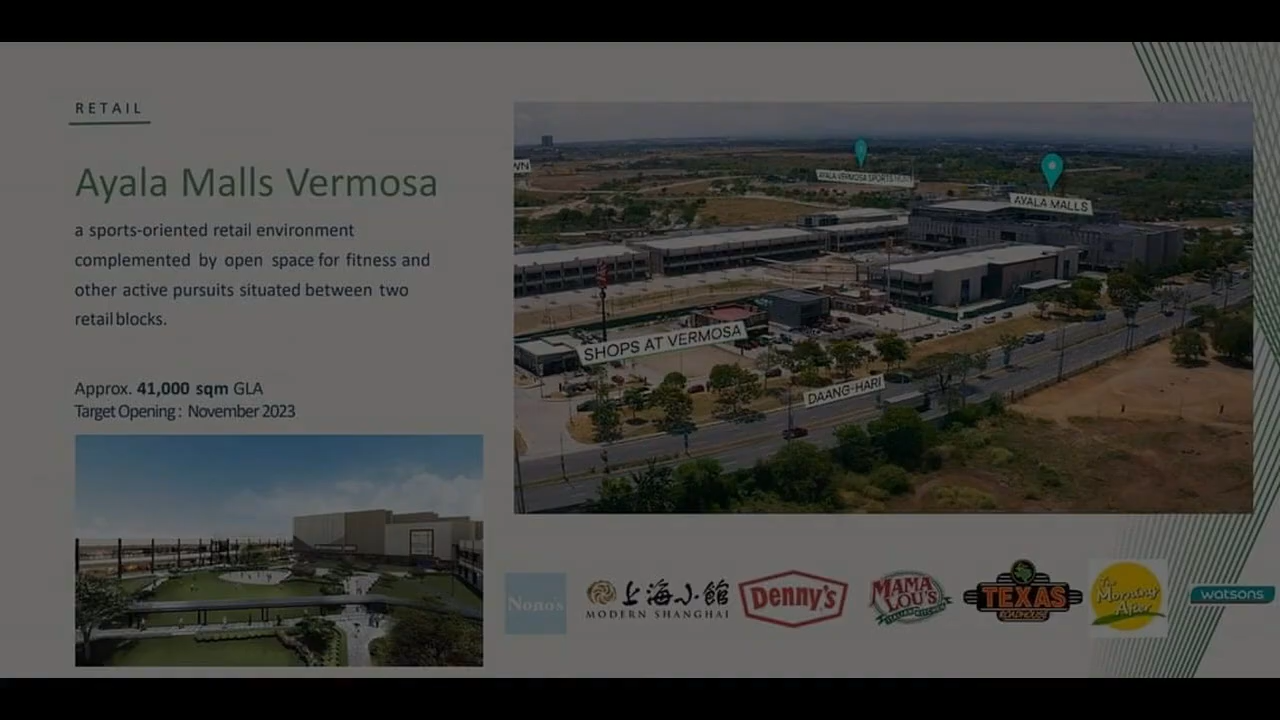 RETAIL
Ayala Malls Vermosa
a sports-oriented retail environment
complemented by open space for fitness and
other active pursuits situated between two
retail blocks.
Approx. 41,000 sqm GLA
Target Opening : November 2023
WN
AYALA VERMOSA SPORTS
AYALA MALLS
SHOPS AT VERMOSA
DAANG-HARI
Nono's
上海小館
MODERN SHANGHAI
Denny's
MAMA
LOU'S
TEXAS
The
Morning
After
watsons